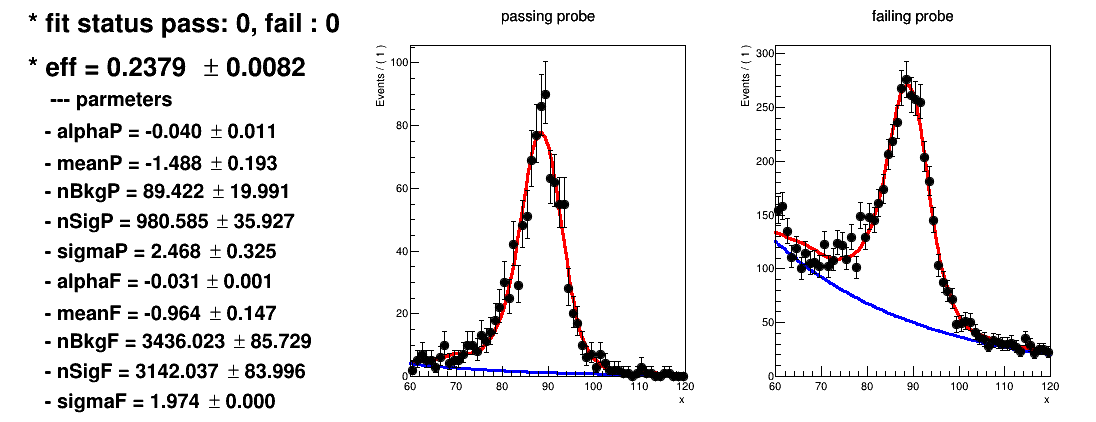 * fit status pass: 0, fail : 0
* eff = 0.2379 ± 0.0082
--- parmeters
- alphaP = -0.040 ± 0.011
- meanP = -1.488 ± 0.193
- nBkgP = 89.422 ± 19.991
- nSigP = 980.585 ± 35.927
- sigmaP = 2.468 ± 0.325
- alphaF = -0.031 ± 0.001
- meanF = -0.964 ± 0.147
- nBkgF = 3436.023 ± 85.729
- nSigF = 3142.037 ± 83.996
- sigmaF = 1.974 ± 0.000
passing probe
Events / ( 1 )
100
80
60
40
20
0
60 70 80 90 100 110 120
x
failing probe
Events / ( 1 )
300
250
200
150
100
50
0
60 70 80 90 100 110 120
x